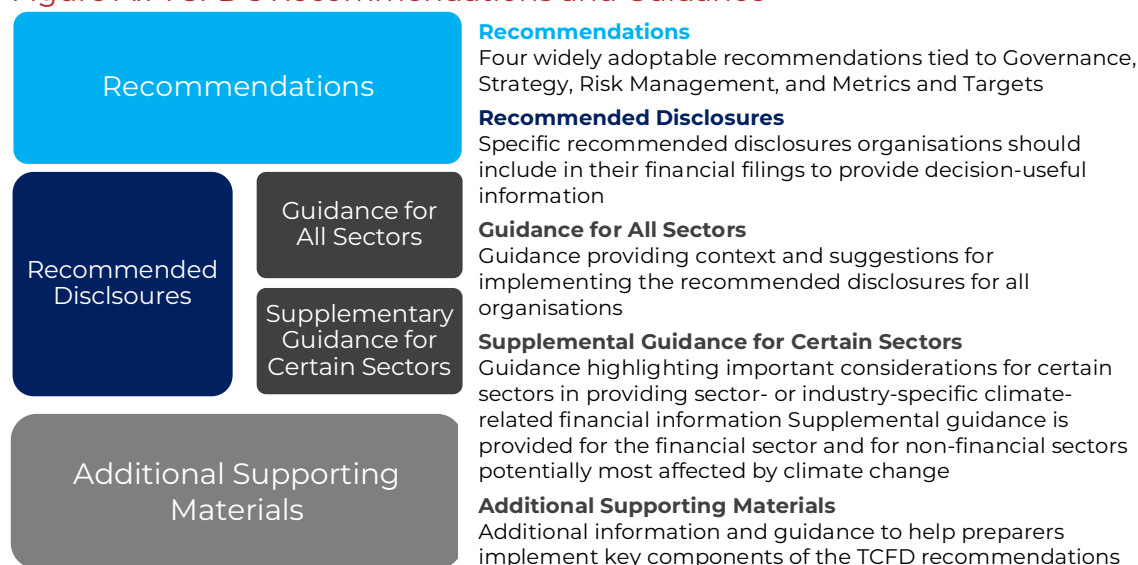 Recommendations
Recommended
Disclsoures
Guidance for
All Sectors
Supplementary
Guidance for
Certain Sectors
Additional Supporting
Materials
Recommendations
Four widely adoptable recommendations tied to Governance,
Strategy, Risk Management, and Metrics and Targets
Recommended Disclosures
Specific recommended disclosures organisations should
include in their financial filings to provide decision-useful
information
Guidance for All Sectors
Guidance providing context and suggestions for
implementing the recommended disclosures for all
organisations
Supplemental Guidance for Certain Sectors
Guidance highlighting important considerations for certain
sectors in providing sector- or industry-specific climate-
related financial information Supplemental guidance is
provided for the financial sector and for non-financial sectors
potentially most affected by climate change
Additional Supporting Materials
Additional information and guidance to help preparers
implement key components of the TCFD recommendations